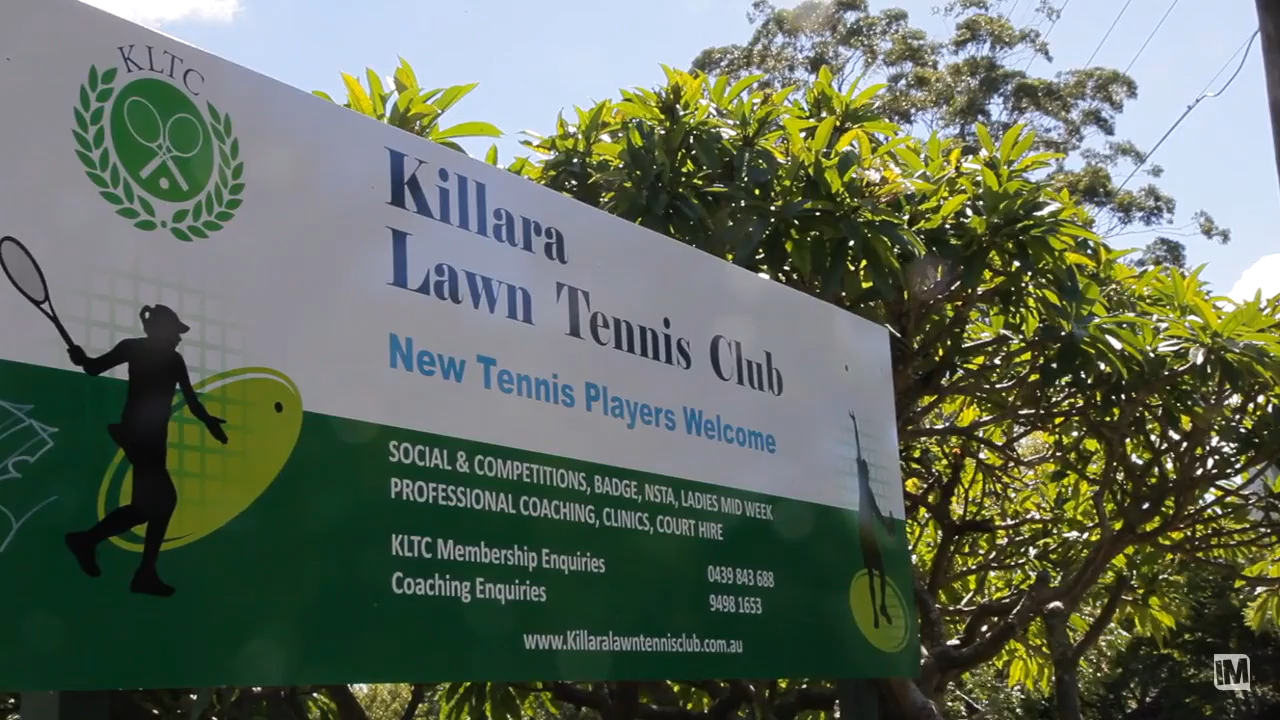 KLTC
Killara
Lawn Tennis Club
New Tennis Players Welcome
SOCIAL & COMPETITIONS, BADGE, NSTA, LADIES MID WEEK
PROFESSIONAL COACHING, CLINICS, COURT HIRE
KLTC Membership Enquiries 0439 843 688
Coaching Enquiries 9498 1653
www.Killaralawntennisclub.com.au
IM